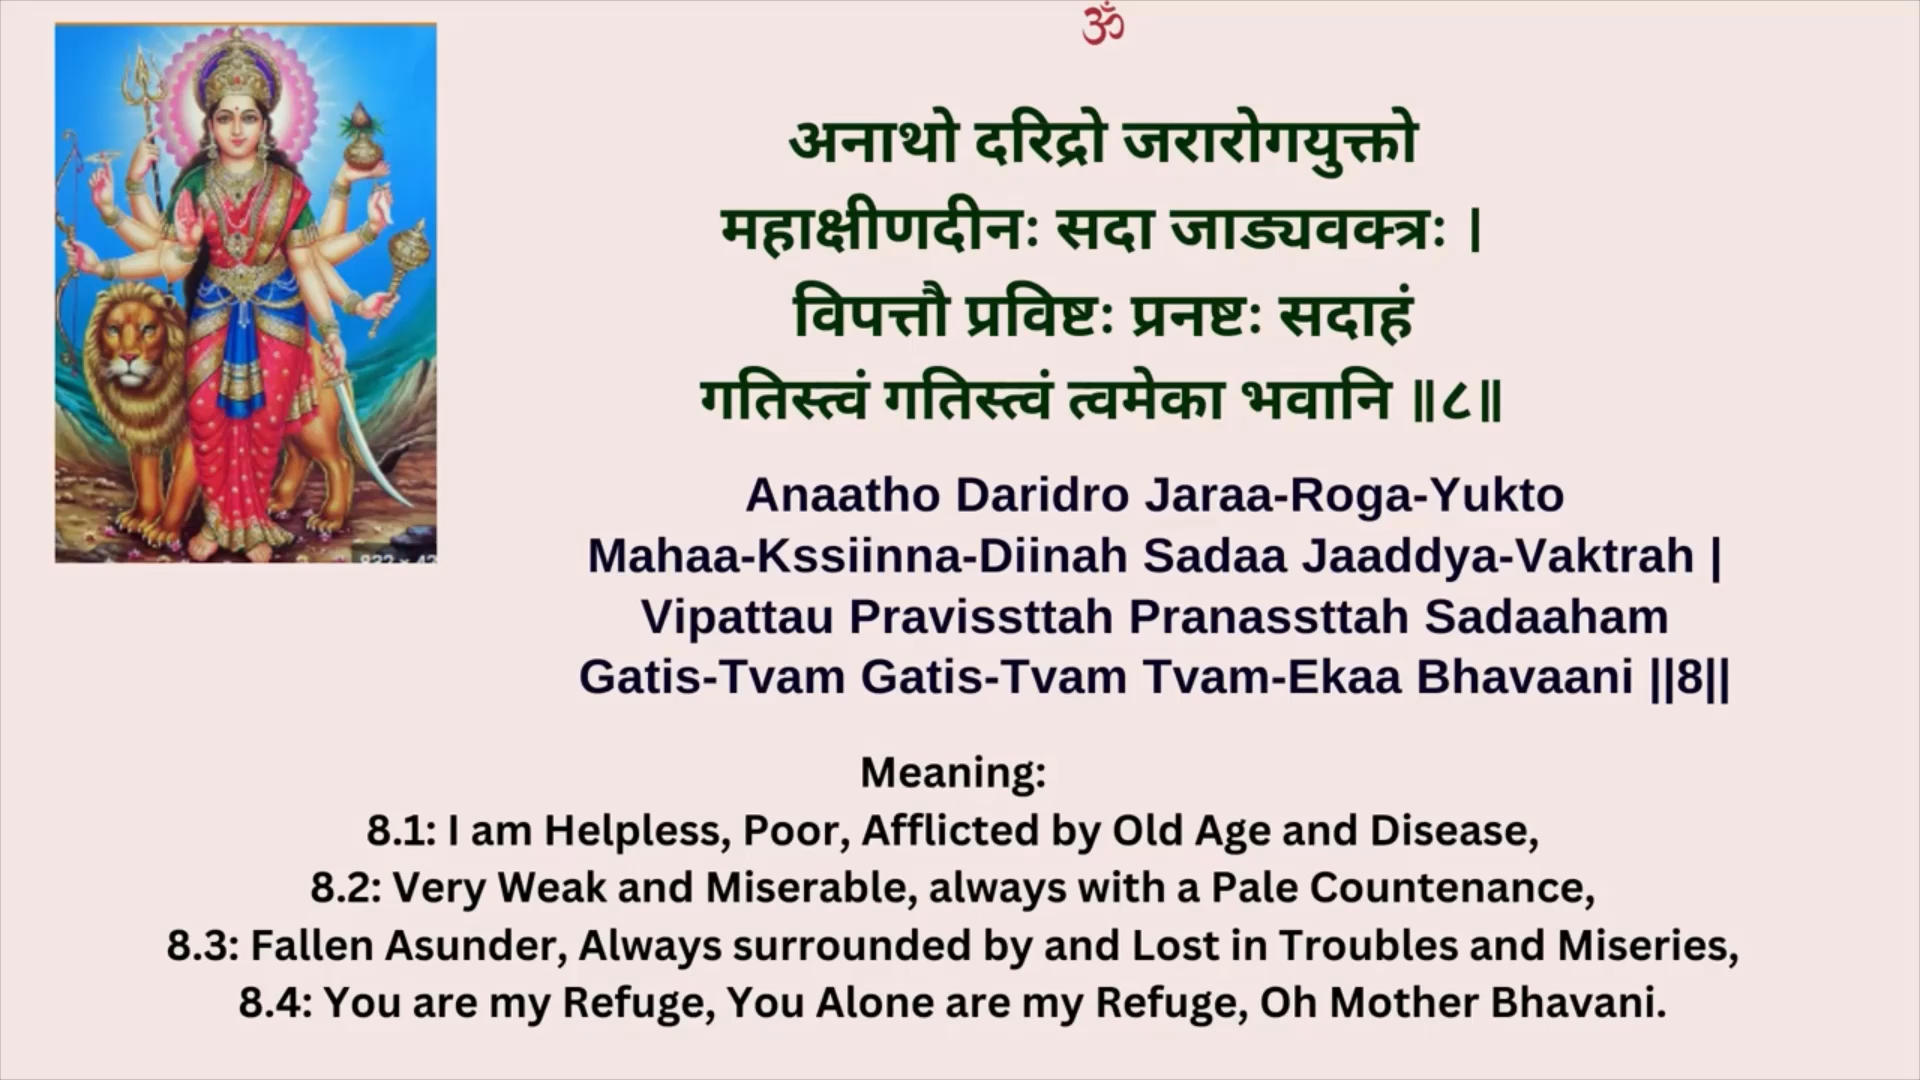 ॐ
अनाथो दरिद्रो जरारोगयुक्तो
महाक्षीणदीनः सदा जाड्यवक्त्रः ।
विपत्तौ प्रविष्टः प्रनष्टः सदाहं
गतिस्त्वं गतिस्त्वं त्वमेका भवानि ॥८॥
Anaatho Daridro Jaraa-Roga-Yukto
Mahaa-Kssiinna-Diinah Sadaa Jaaddya-Vaktrah |
Vipattau Pravissttah Pranassttah Sadaaham
Gatis-Tvam Gatis-Tvam Tvam-Ekaa Bhavaani ||8||
Meaning:
8.1: I am Helpless, Poor, Afflicted by Old Age and Disease,
8.2: Very Weak and Miserable, always with a Pale Countenance,
8.3: Fallen Asunder, Always surrounded by and Lost in Troubles and Miseries,
8.4: You are my Refuge, You Alone are my Refuge, Oh Mother Bhavani.